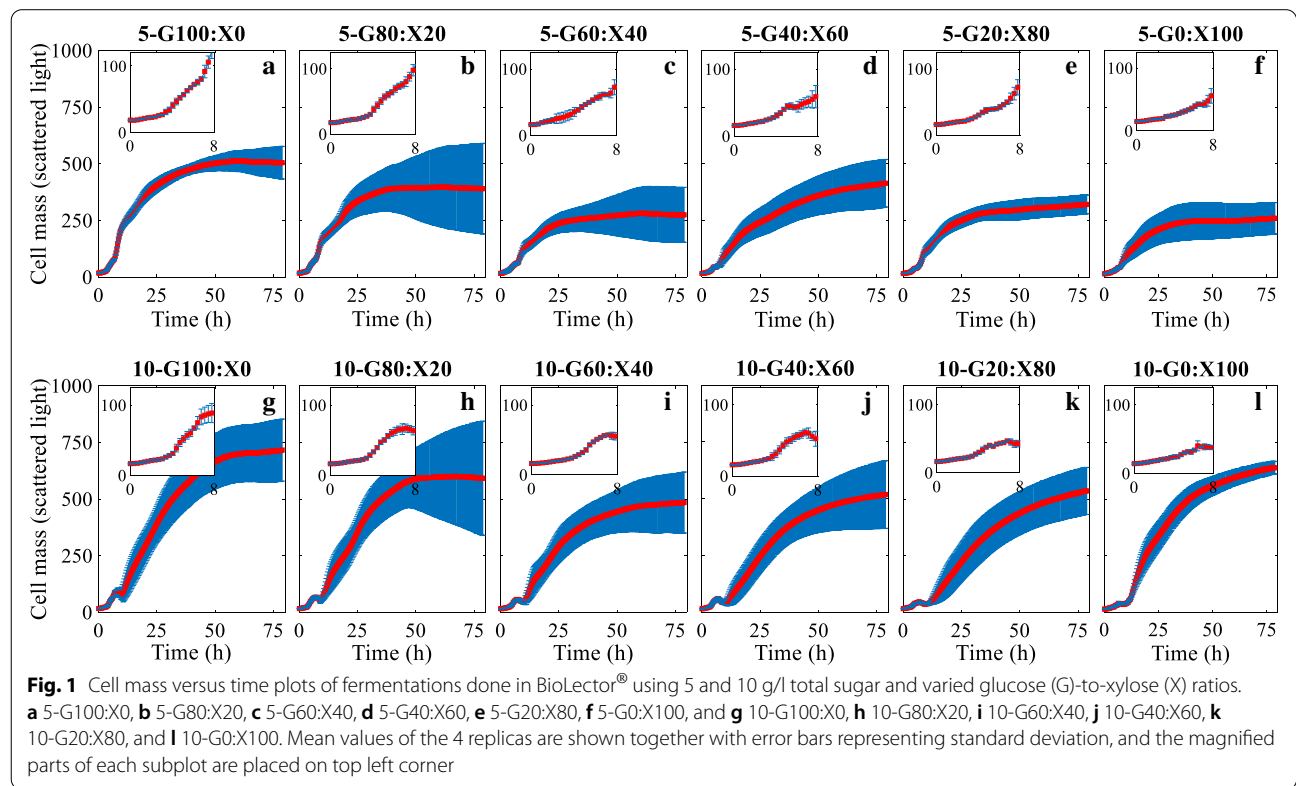 5-G100:X0 5-G80:X20 5-G60:X40 5-G40:X60 5-G20:X80 5-G0:X100
1000
750
500
250
0
Cell mass (scattered light)
100
0
0 8
a
100
0
0 8
b
100
0
0 8
c
100
0
0 8
d
100
0
0 8
e
100
0
0 8
f
0 25 50 75 0 25 50 75 0 25 50 75 0 25 50 75 0 25 50 75 0 25 50 75
Time (h) Time (h) Time (h) Time (h) Time (h) Time (h)
10-G100:X0 10-G80:X20 10-G60:X40 10-G40:X60 10-G20:X80 10-G0:X100
1000
750
500
250
0
Cell mass (scattered light)
100
0
0 8
g
100
0
0 8
h
100
0
0 8
i
100
0
0 8
j
100
0
0 8
k
100
0
0 8
l
0 25 50 75 0 25 50 75 0 25 50 75 0 25 50 75 0 25 50 75 0 25 50 75
Time (h) Time (h) Time (h) Time (h) Time (h) Time (h)
Fig. 1 Cell mass versus time plots of fermentations done in BioLector® using 5 and 10 g/l total sugar and varied glucose (G)-to-xylose (X) ratios.
a 5-G100:X0, b 5-G80:X20, c 5-G60:X40, d 5-G40:X60, e 5-G20:X80, f 5-G0:X100, and g 10-G100:X0, h 10-G80:X20, i 10-G60:X40, j 10-G40:X60, k
10-G20:X80, and l 10-G0:X100. Mean values of the 4 replicas are shown together with error bars representing standard deviation, and the magnified
parts of each subplot are placed on top left corner